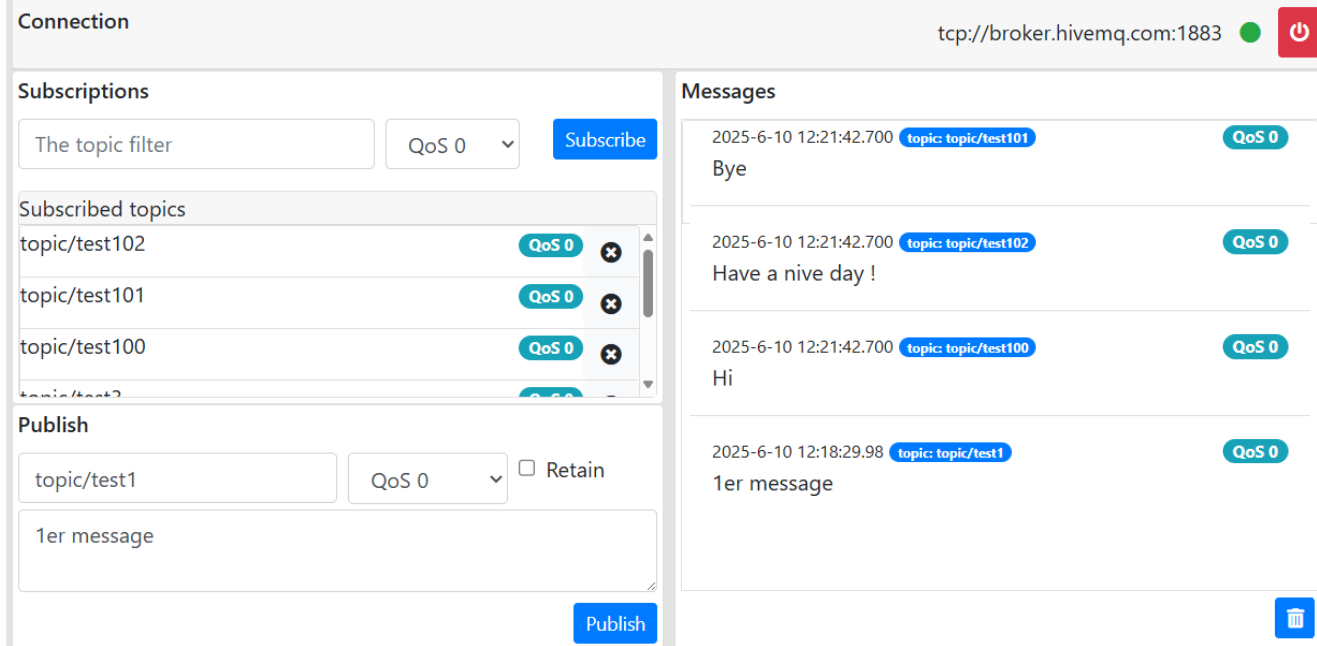 Connection
tcp://broker.hivemq.com:1883
Subscriptions
The topic filter
QoS 0
Subscribe
Subscribed topics
topic/test102
QoS 0
topic/test101
QoS 0
topic/test100
QoS 0
Publish
topic/test1
QoS 0
Retain
1er message
Publish
Messages
2025-6-10 12:21:42.700 topic: topic/test101 QoS 0
Bye
2025-6-10 12:21:42.700 topic: topic/test102 QoS 0
Have a nive day !
2025-6-10 12:21:42.700 topic: topic/test100 QoS 0
Hi
2025-6-10 12:18:29.98 topic: topic/test1 QoS 0
1er message